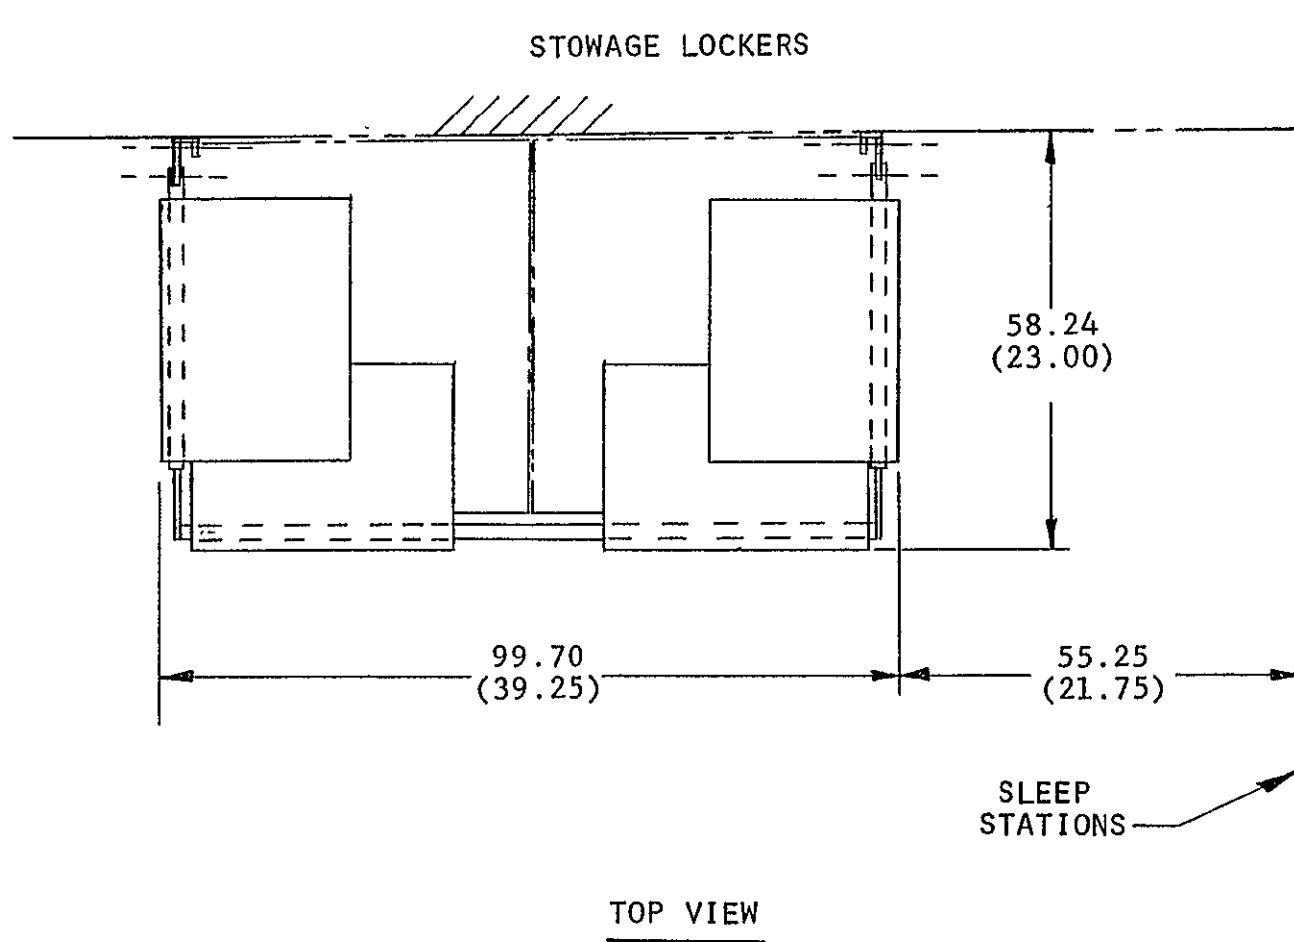 STOWAGE LOCKERS
58.24
(23.00)
99.70
(39.25)
55.25
(21.75)
SLEEP
STATIONS
TOP VIEW